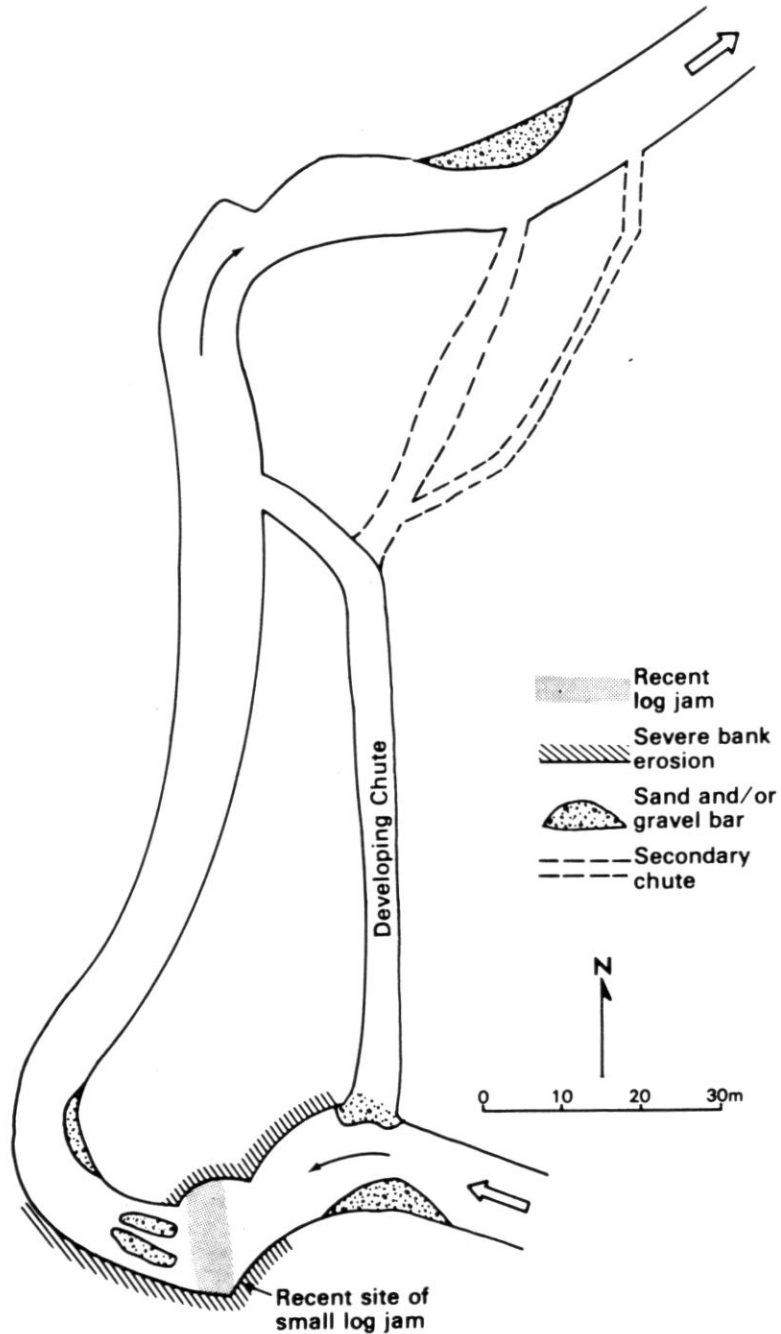 Developing Chute
Recent
log jam
Severe bank
erosion
Sand and/or
gravel bar
Secondary
chute
N
0 10 20 30m
Recent site of
small log jam